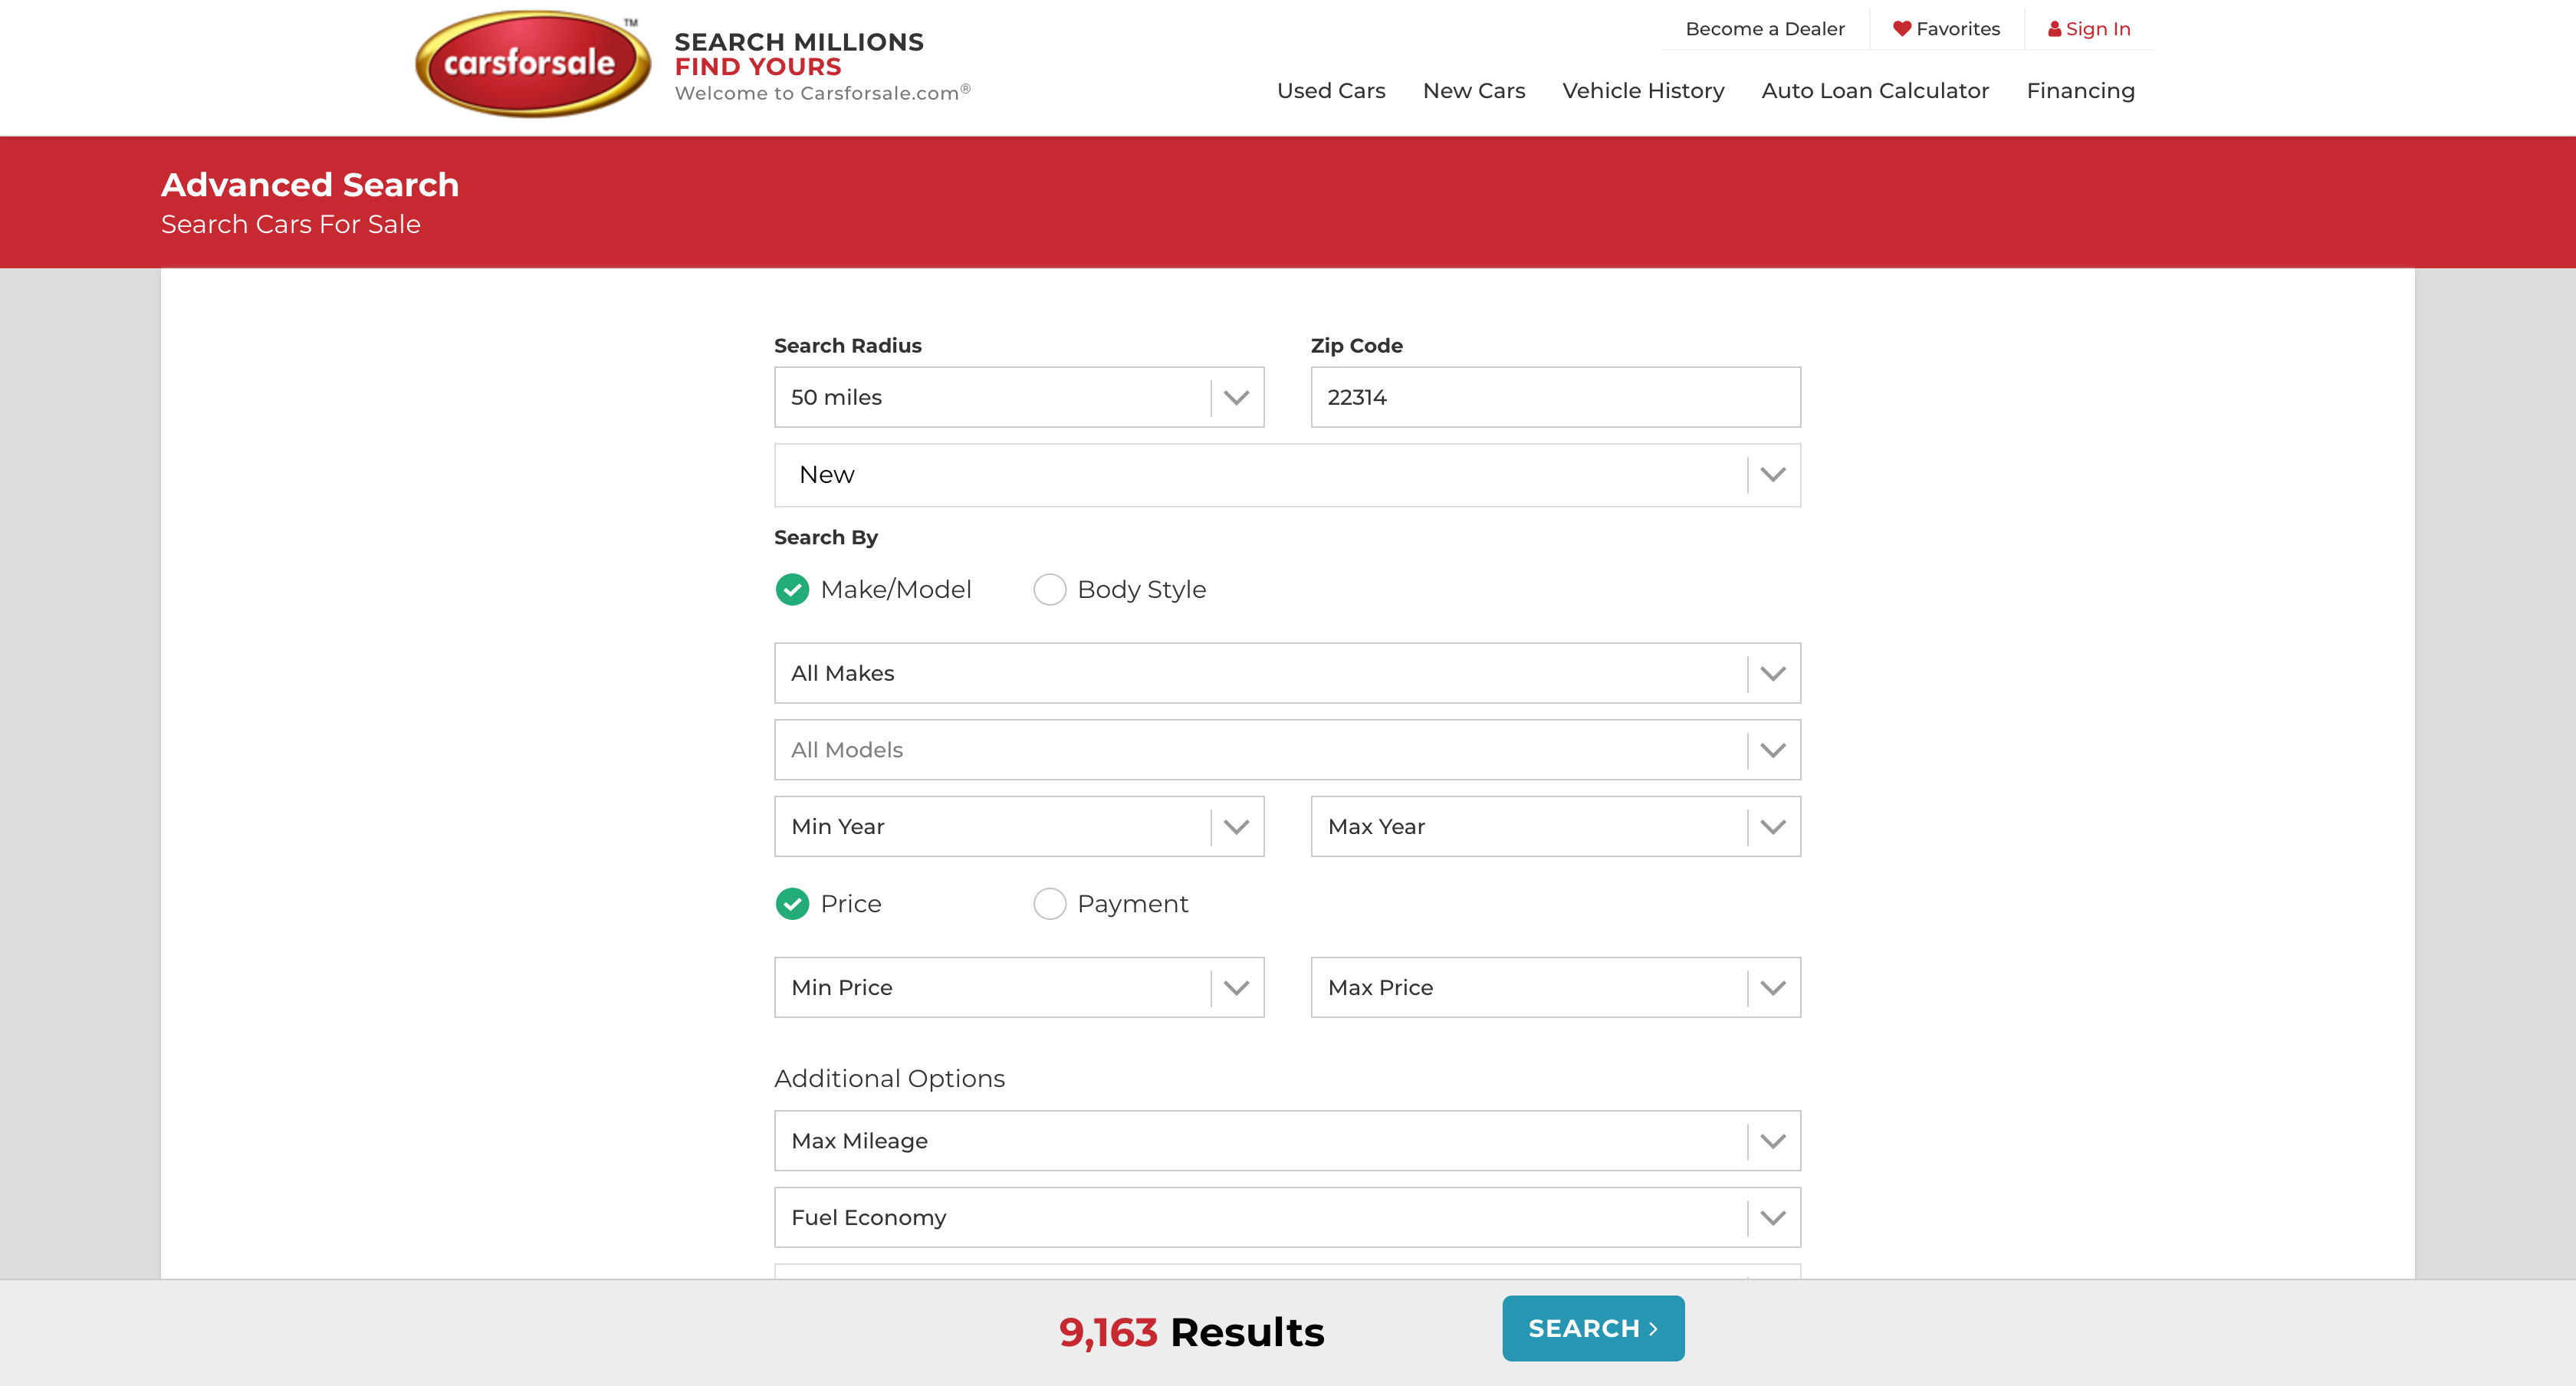 carsforsale ™
SEARCH MILLIONS
FIND YOURS
Welcome to Carsforsale.com®
Become a Dealer
Favorites
Sign In
Used Cars
New Cars
Vehicle History
Auto Loan Calculator
Financing
Advanced Search
Search Cars For Sale
Search Radius
Zip Code
50 miles
22314
New
Search By
Make/Model
Body Style
All Makes
All Models
Min Year
Max Year
Price
Payment
Min Price
Max Price
Additional Options
Max Mileage
Fuel Economy
9,163 Results
SEARCH ›